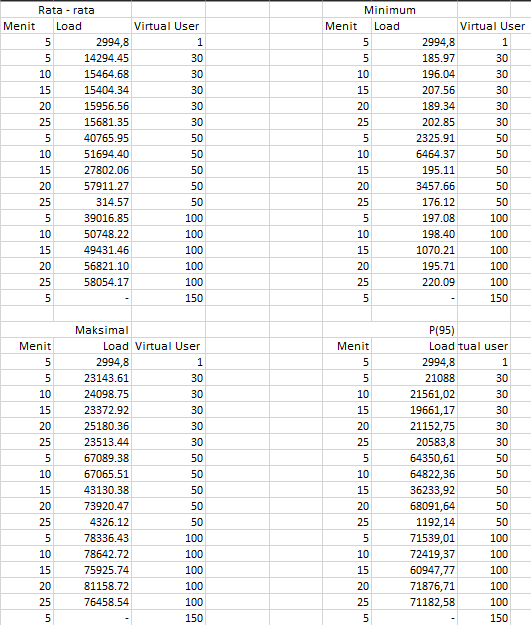 Rata - rata Minimum
Menit Load Virtual User Menit Load Virtual User
5 2994,8 1 5 2994,8 1
5 14294.45 30 5 185.97 30
10 15464.68 30 10 196.04 30
15 15404.34 30 15 207.56 30
20 15956.56 30 20 189.34 30
25 15681.35 30 25 202.85 30
5 40765.95 50 5 2325.91 50
10 51694.40 50 10 6464.37 50
15 27802.06 50 15 195.11 50
20 57911.27 50 20 3457.66 50
25 314.57 50 25 176.12 50
5 39016.85 100 5 197.08 100
10 50748.22 100 10 198.40 100
15 49431.46 100 15 1070.21 100
20 56821.10 100 20 195.71 100
25 58054.17 100 25 220.09 100
5 - 150 5 - 150
Maksimal P(95)
Menit Load Virtual User Menit Load tual user
5 2994,8 1 5 2994,8 1
5 23143.61 30 5 21088 30
10 24098.75 30 10 21561,02 30
15 23372.92 30 15 19661,17 30
20 25180.36 30 20 21152,75 30
25 23513.44 30 25 20583,8 30
5 67089.38 50 5 64350,61 50
10 67065.51 50 10 64822,36 50
15 43130.38 50 15 36233,92 50
20 73920.47 50 20 68091,64 50
25 4326.12 50 25 1192,14 50
5 78336.43 100 5 71539,01 100
10 78642.72 100 10 72419,37 100
15 75925.74 100 15 60947,77 100
20 81158.72 100 20 71876,71 100
25 76458.54 100 25 71182,58 100
5 - 150 5 - 150